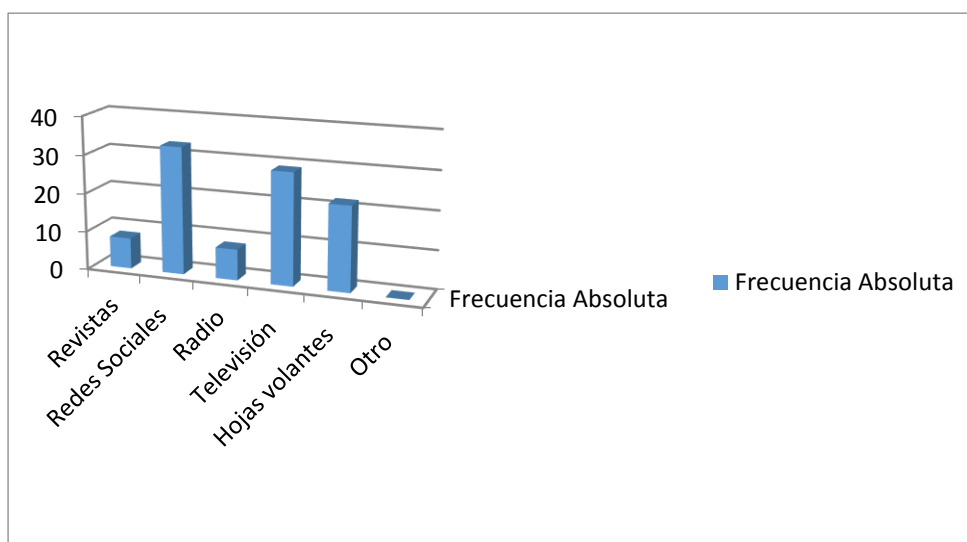 40
30
20
10
0
Revistas
Redes Sociales
Radio
Televisión
Hojas volantes
Otro
Frecuencia Absoluta
Frecuencia Absoluta